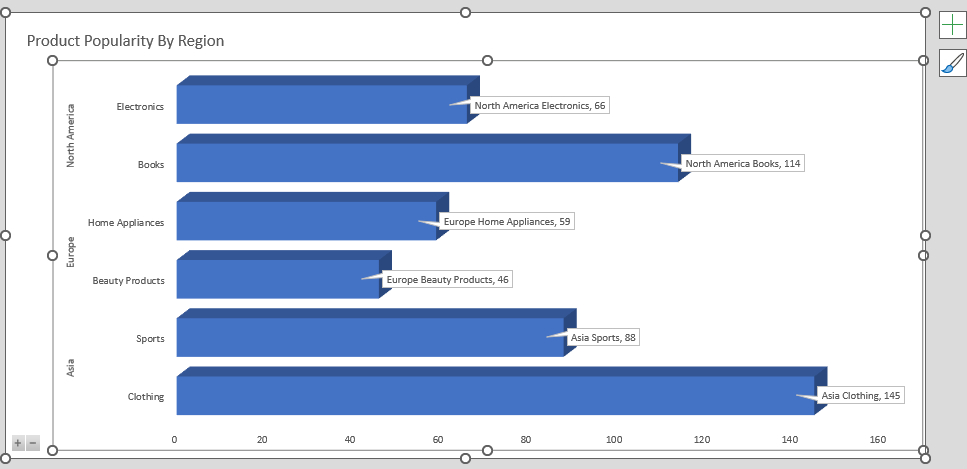 Product Popularity By Region
North America
Electronics
North America Electronics, 66
Books
North America Books, 114
Europe
Home Appliances
Europe Home Appliances, 59
Beauty Products
Europe Beauty Products, 46
Asia
Sports
Asia Sports, 88
Clothing
Asia Clothing, 145
0 20 40 60 80 100 120 140 160